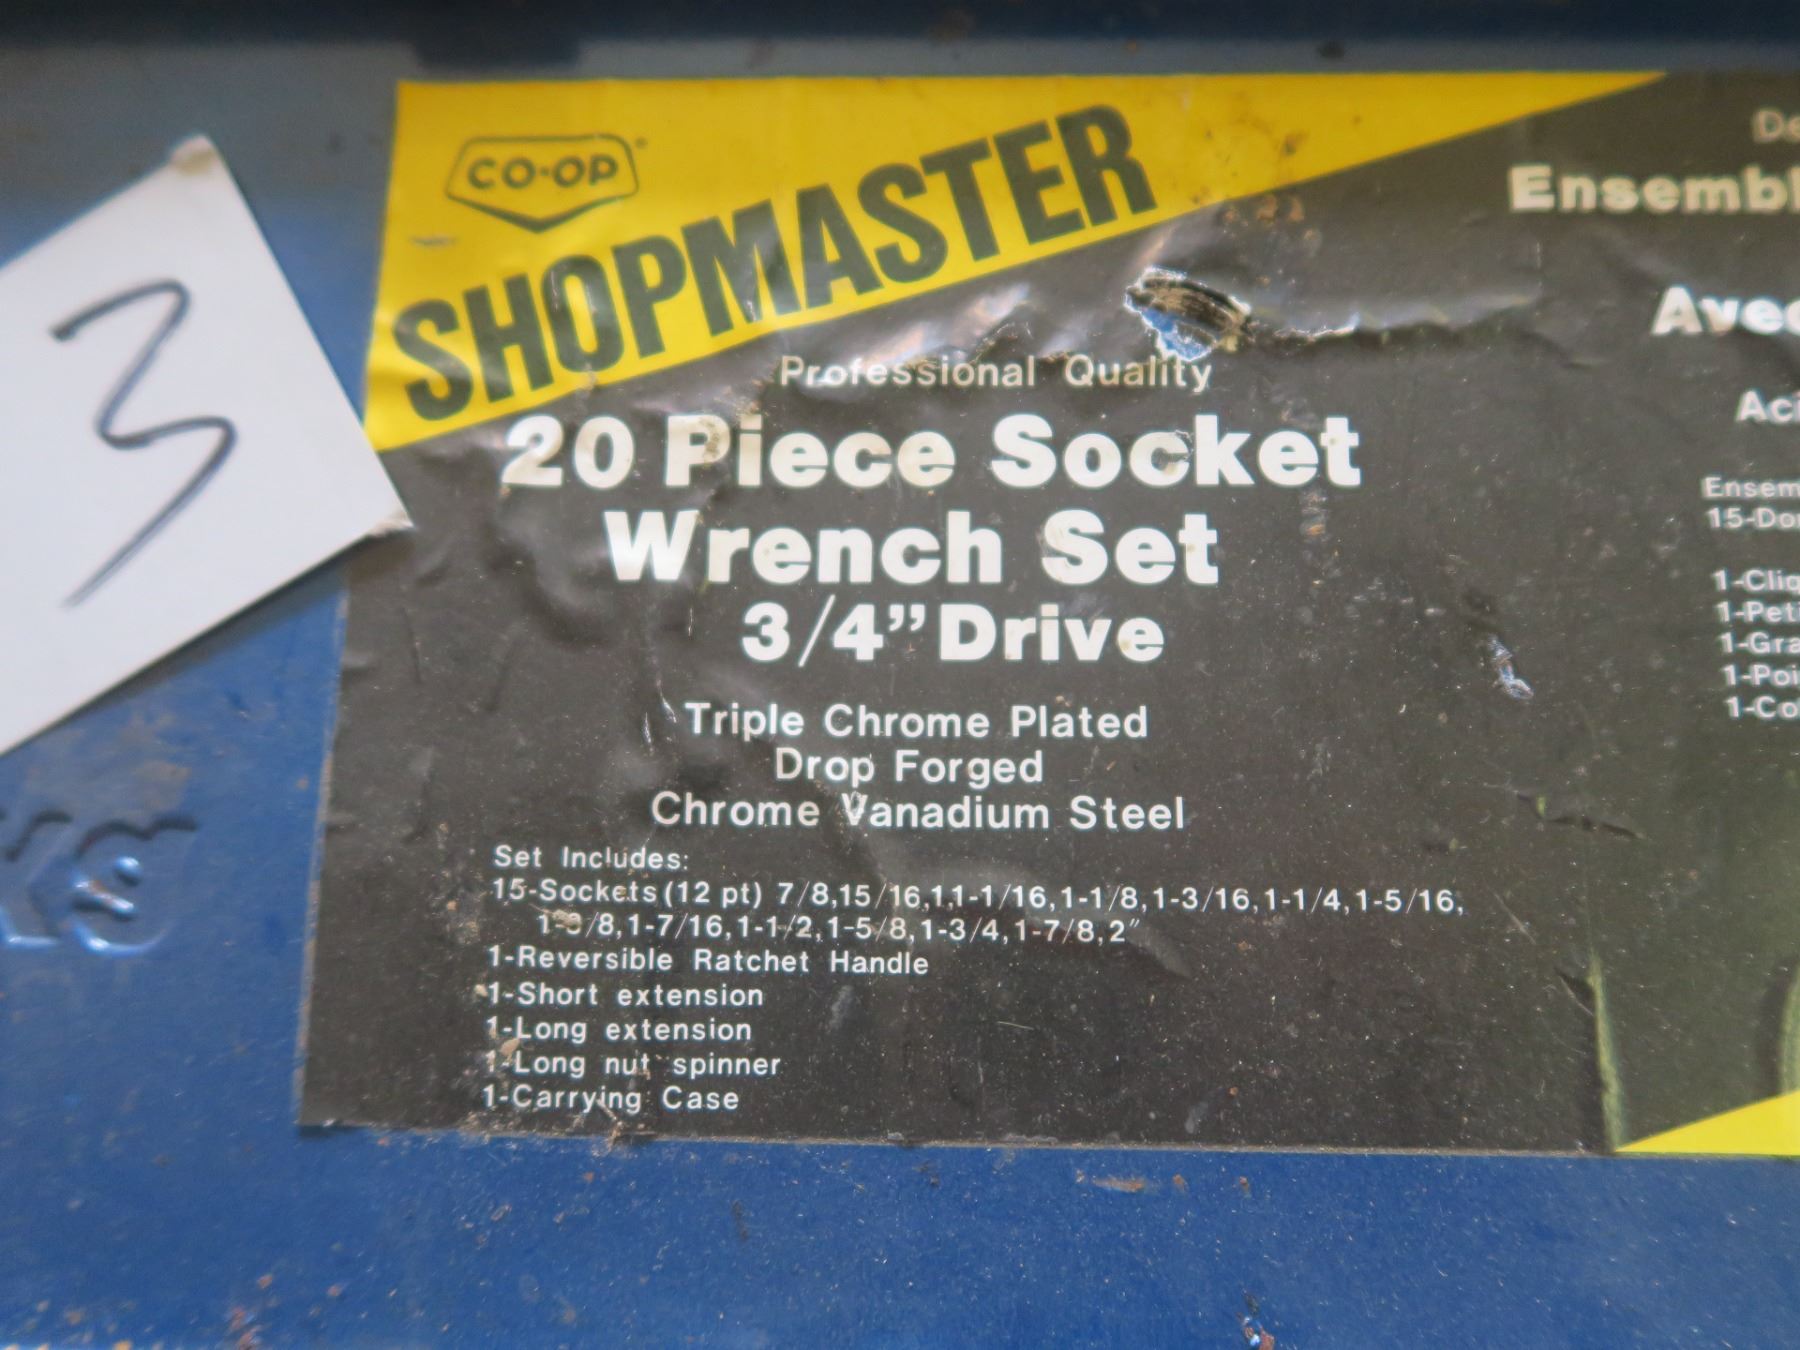 3
CO-OP
SHOPMASTER
Professional Quality
20 Piece Socket
Wrench Set
3/4" Drive
Triple Chrome Plated
Drop Forged
Chrome Vanadium Steel
Set Includes:
15-Sockets (12 pt) 7/8,15/16,1,1-1/16,1-1/8,1-3/16,1-1/4,1-5/16,
1-3/8,1-7/16,1-1/2,1-5/8,1-3/4,1-7/8,2"
1-Reversible Ratchet Handle
1-Short extension
1-Long extension
1-Long nut spinner
1-Carrying Case
De
Ensembl
Avec
Aci
Ensem
15-Dou
1-Cliq
1-Peti
1-Gra
1-Poi
1-Col